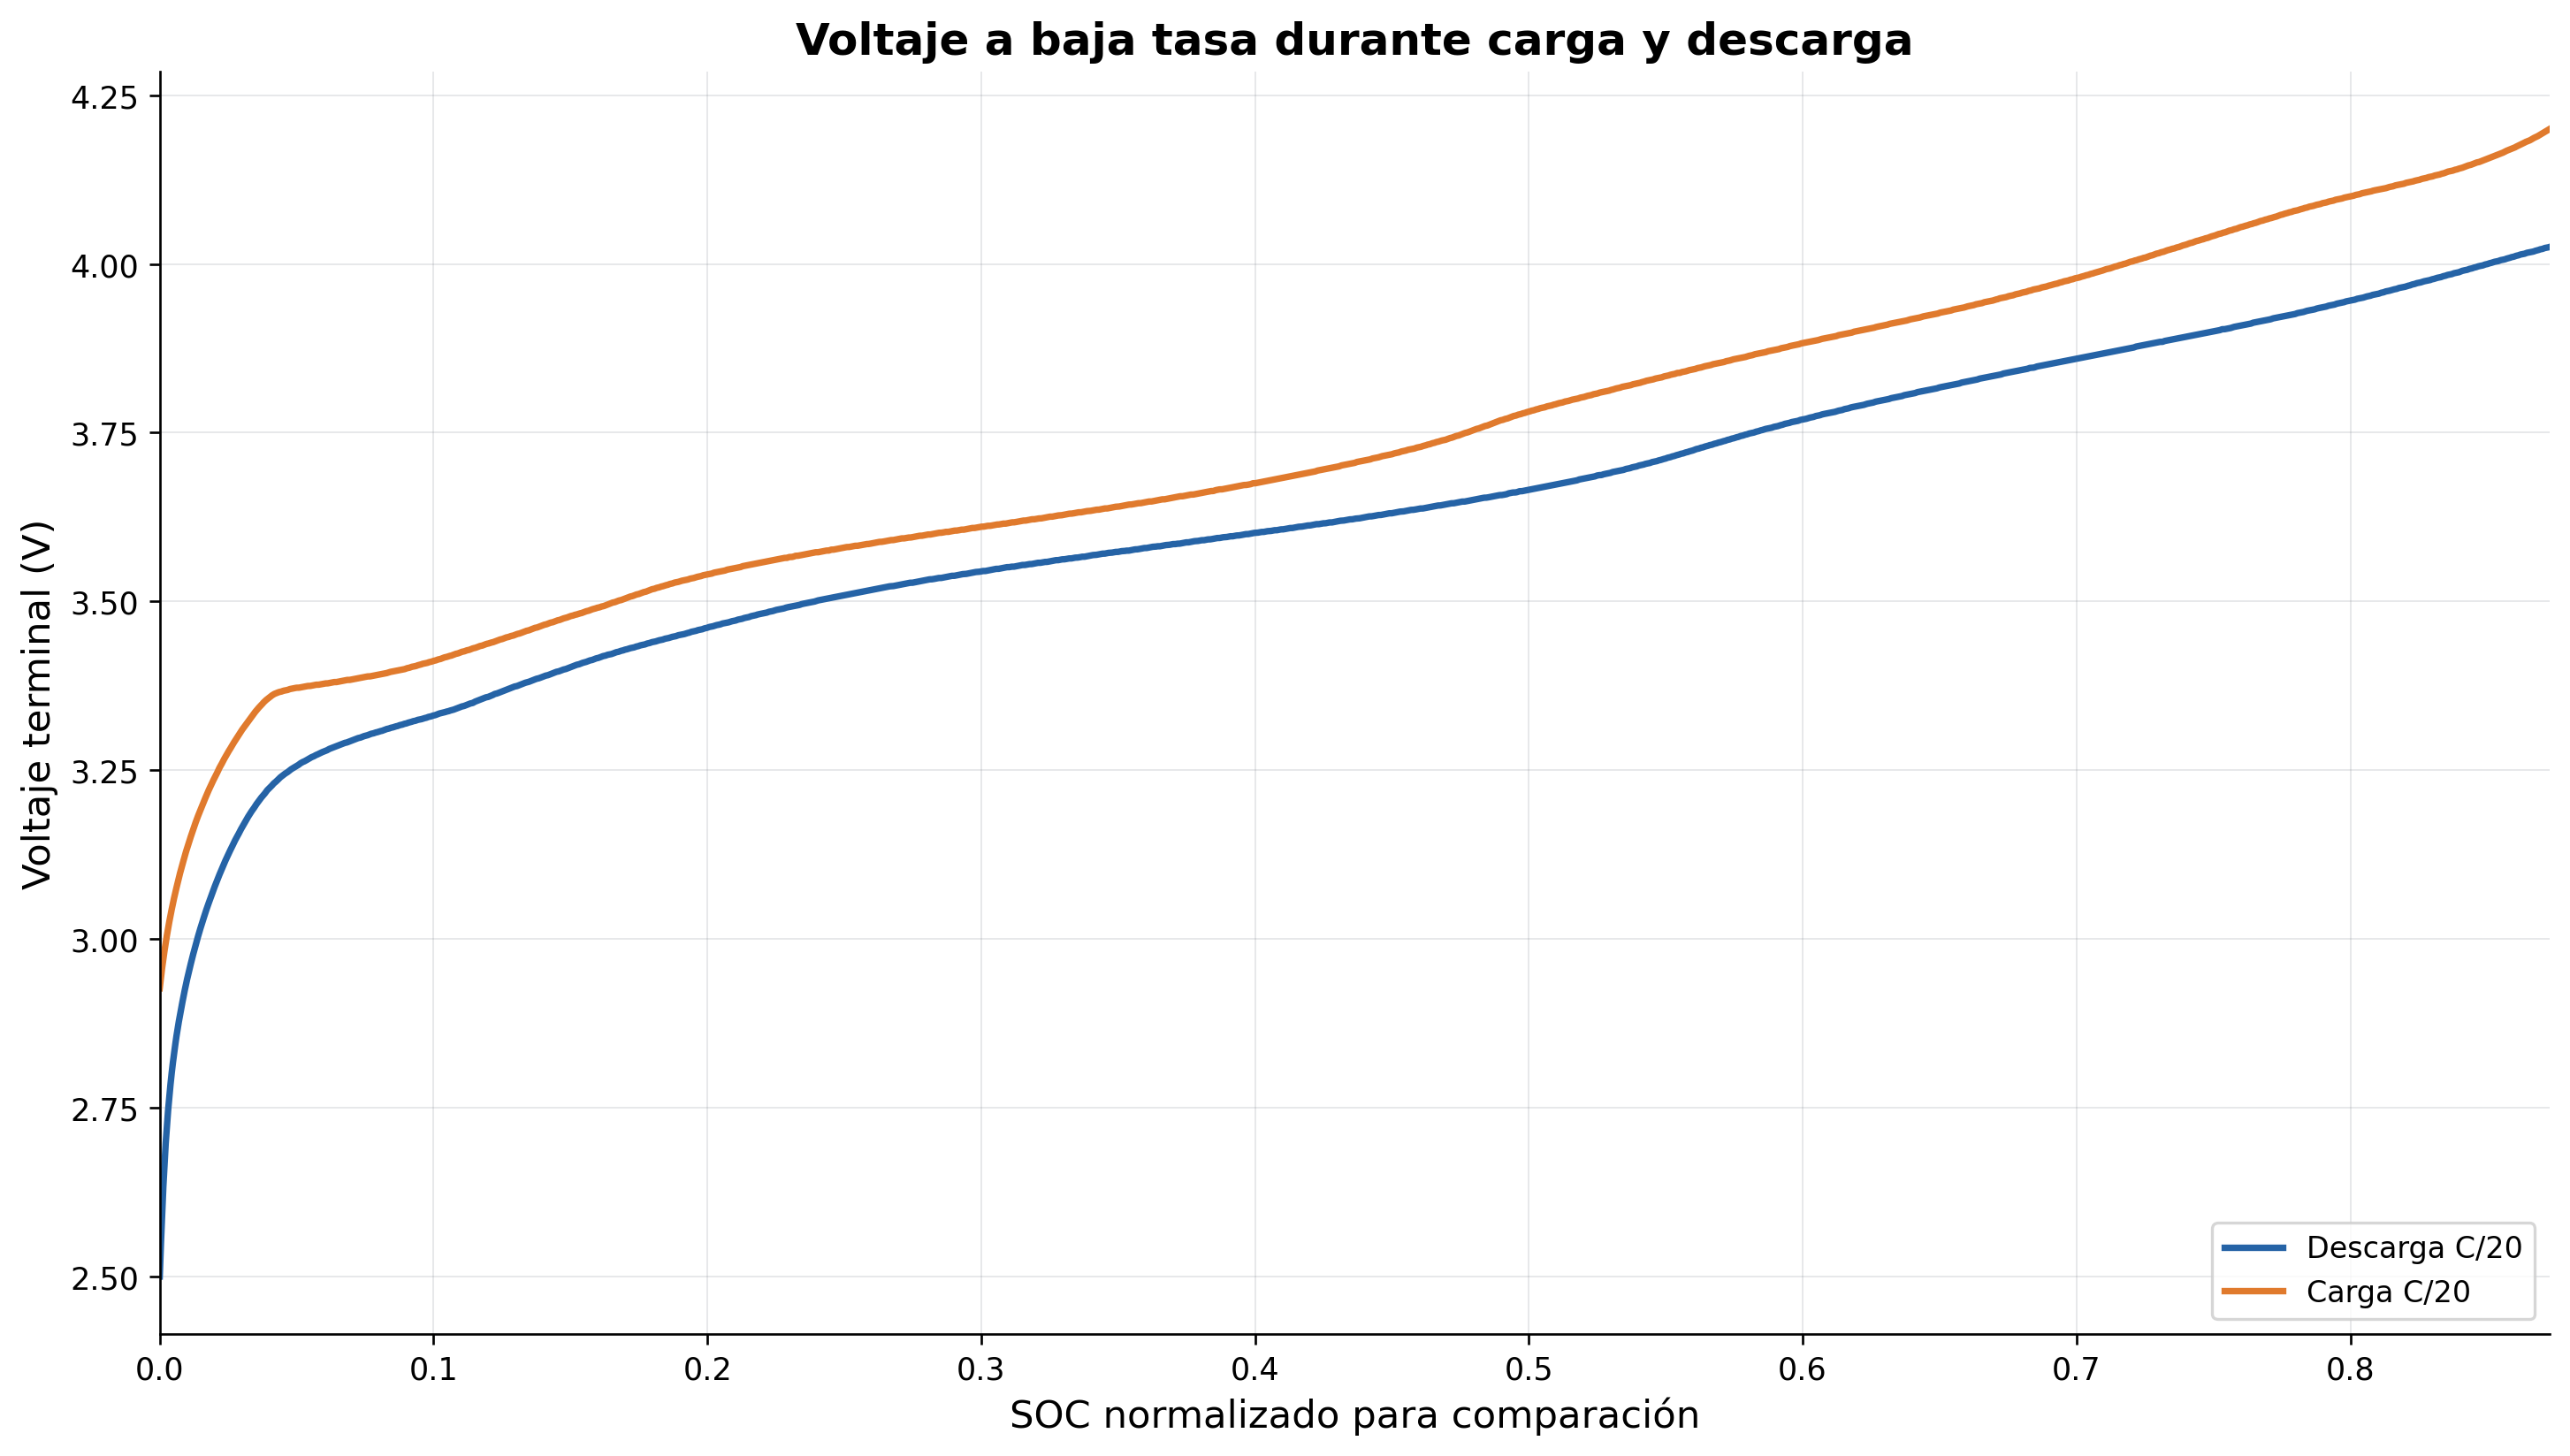 Voltaje a baja tasa durante carga y descarga
Voltaje terminal (V)
4.25
4.00
3.75
3.50
3.25
3.00
2.75
2.50
Descarga C/20
Carga C/20
0.0 0.1 0.2 0.3 0.4 0.5 0.6 0.7 0.8
SOC normalizado para comparación